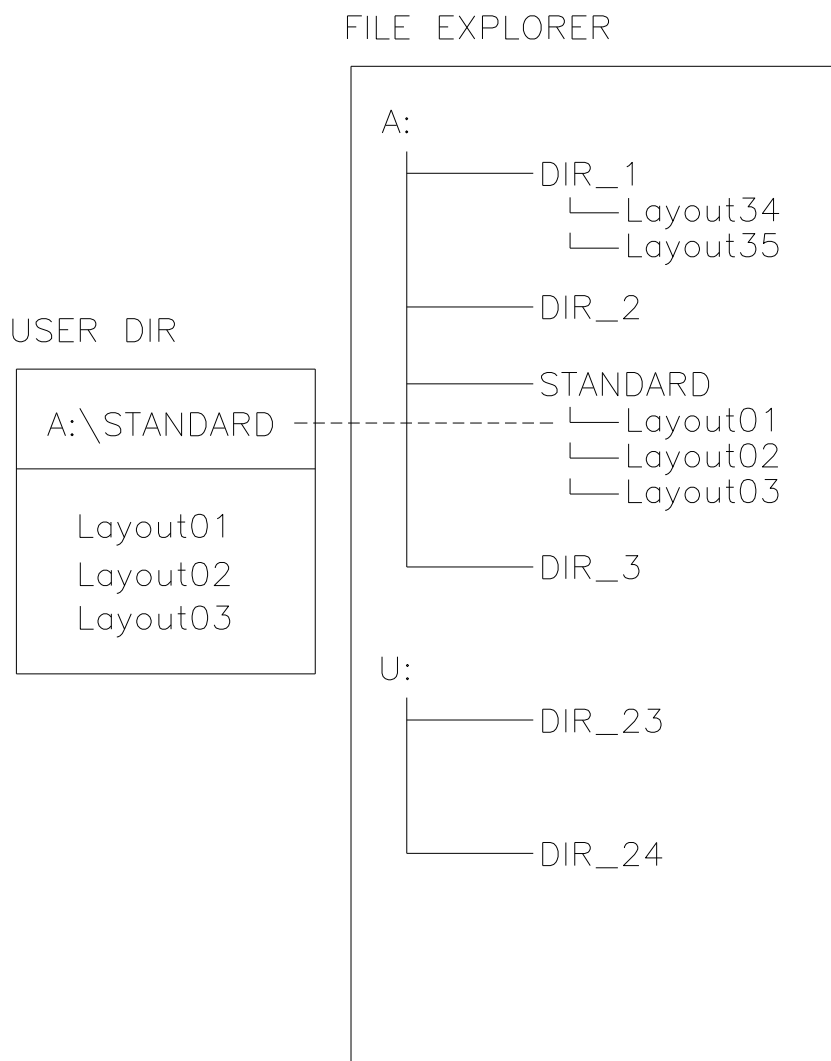 FILE EXPLORER
A:
DIR_1
Layout34
Layout35
DIR_2
USER DIR
STANDARD
A:\STANDARD
Layout01
Layout02
Layout03
Layout01
Layout02
Layout03
DIR_3
U:
DIR_23
DIR_24